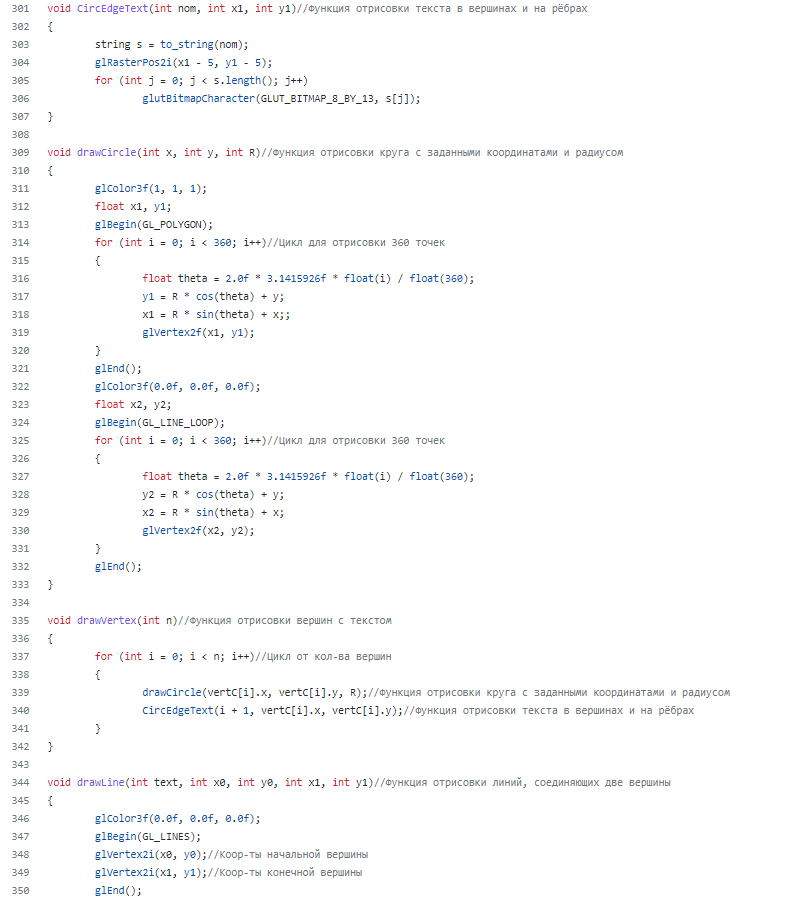 301 void CircEdgeText(int nom, int x1, int y1)//Функция отрисовки текста в вершинах и на рёбрах
302 {
303 string s = to_string(nom);
304 glRasterPos2i(x1 - 5, y1 - 5);
305 for (int j = 0; j < s.length(); j++)
306 glutBitmapCharacter(GLUT_BITMAP_8_BY_13, s[j]);
307 }
308
309 void drawCircle(int x, int y, int R)//Функция отрисовки круга с заданными координатами и радиусом
310 {
311 glColor3f(1, 1, 1);
312 float x1, y1;
313 glBegin(GL_POLYGON);
314 for (int i = 0; i < 360; i++)//Цикл для отрисовки 360 точек
315 {
316 float theta = 2.0f * 3.1415926f * float(i) / float(360);
317 y1 = R * cos(theta) + y;
318 x1 = R * sin(theta) + x;;
319 glVertex2f(x1, y1);
320 }
321 glEnd();
322 glColor3f(0.0f, 0.0f, 0.0f);
323 float x2, y2;
324 glBegin(GL_LINE_LOOP);
325 for (int i = 0; i < 360; i++)//Цикл для отрисовки 360 точек
326 {
327 float theta = 2.0f * 3.1415926f * float(i) / float(360);
328 y2 = R * cos(theta) + y;
329 x2 = R * sin(theta) + x;
330 glVertex2f(x2, y2);
331 }
332 glEnd();
333 }
334
335 void drawVertex(int n)//Функция отрисовки вершин с текстом
336 {
337 for (int i = 0; i < n; i++)//Цикл от кол-ва вершин
338 {
339 drawCircle(vertC[i].x, vertC[i].y, R);//Функция отрисовки круга с заданными координатами и радиусом
340 CircEdgeText(i + 1, vertC[i].x, vertC[i].y);//Функция отрисовки текста в вершинах и на рёбрах
341 }
342 }
343
344 void drawLine(int text, int x0, int y0, int x1, int y1)//Функция отрисовки линий, соединяющих две вершины
345 {
346 glColor3f(0.0f, 0.0f, 0.0f);
347 glBegin(GL_LINES);
348 glVertex2i(x0, y0);//Коор-ты начальной вершины
349 glVertex2i(x1, y1);//Коор-ты конечной вершины
350 glEnd();